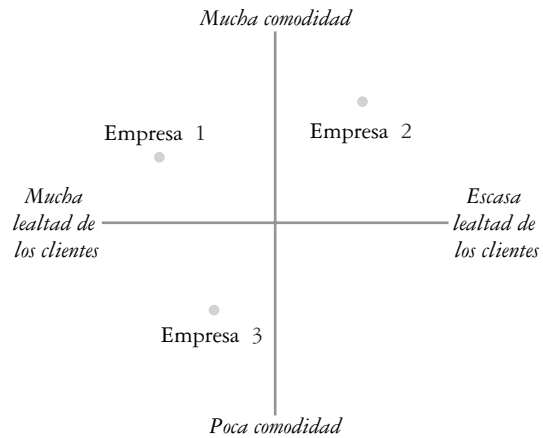 Mucha comodidad
Empresa 1
Empresa 2
Mucha
lealtad de
los clientes
Escasa
lealtad de
los clientes
Empresa 3
Poca comodidad